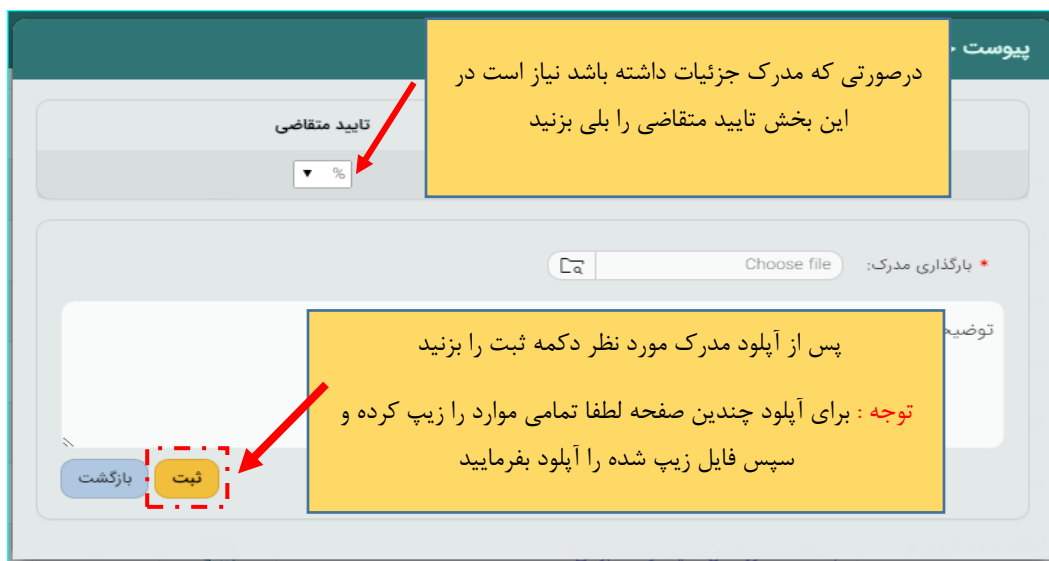 پیوست
درصورتی که مدرک جزئیات داشته باشد نیاز است در
این بخش تایید متقاضی را بلی بزنید
تایید متقاضی
%
* بارگذاری مدرک:
Choose file
پس از آپلود مدرک مورد نظر دکمه ثبت را بزنید
توجه : برای آپلود چندین صفحه لطفا تمامی موارد را زیپ کرده و
سپس فایل زیپ شده را آپلود بفرمایید
ثبت
بازگشت